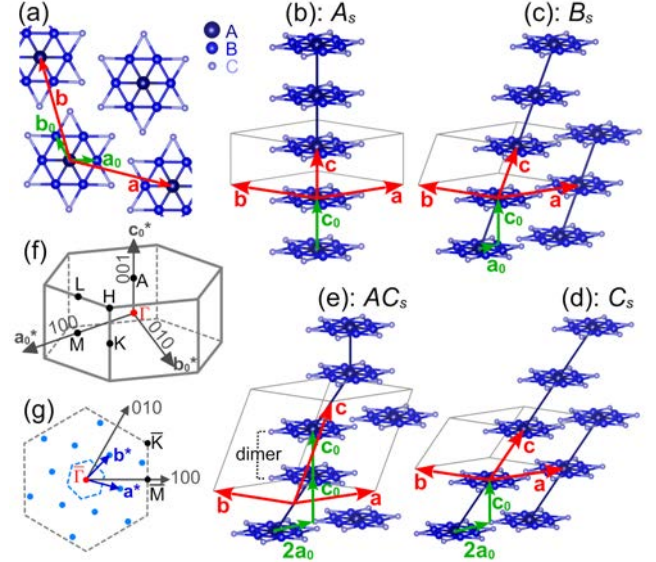 (a)
A
B
C
b
b₀
a₀
a
(b): Aₛ
c
b
a
c₀
(c): Bₛ
c
b
a
c₀
a₀
(f)
c₀*
001
A
L
H
Γ
100
M
K
010
a₀*
b₀*
(e): ACₛ
c
dimer
c₀
b
c₀
a
2a₀
(d): Cₛ
c
b
a
c₀
2a₀
(g)
010
K̅
b*
Γ̅
100
a*
M̅